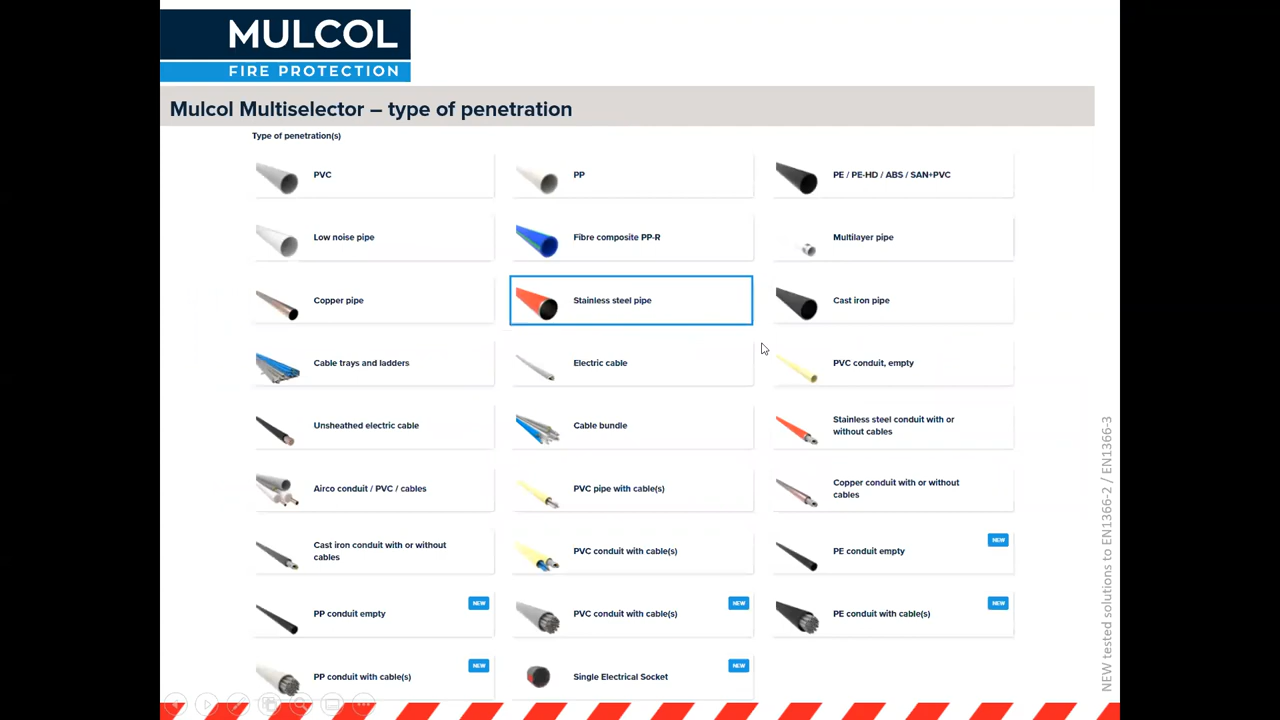 MULCOL
FIRE PROTECTION
Mulcol Multiselector – type of penetration
Type of penetration(s)
PVC
PP
PE / PE-HD / ABS / SAN+PVC
Low noise pipe
Fibre composite PP-R
Multilayer pipe
Copper pipe
Stainless steel pipe
Cast iron pipe
Cable trays and ladders
Electric cable
PVC conduit, empty
Unsheathed electric cable
Cable bundle
Stainless steel conduit with or
without cables
Airco conduit / PVC / cables
PVC pipe with cable(s)
Copper conduit with or without
cables
Cast iron conduit with or without
cables
PVC conduit with cable(s)
PE conduit empty
NEW
PP conduit empty
NEW
PVC conduit with cable(s)
NEW
PE conduit with cable(s)
NEW
PP conduit with cable(s)
NEW
Single Electrical Socket
NEW
NEW tested solutions to EN1366-2 / EN1366-3